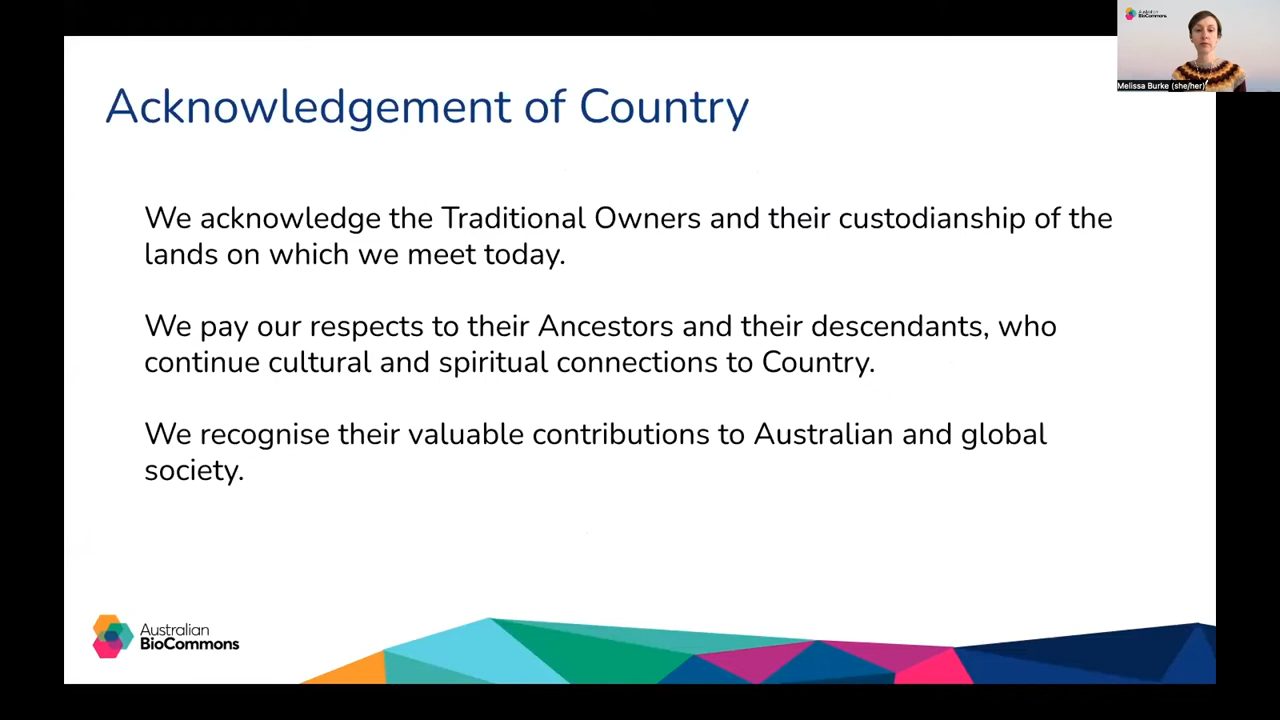 Australian
BioCommons
Melissa Burke (she/her)
Acknowledgement of Country
We acknowledge the Traditional Owners and their custodianship of the
lands on which we meet today.
We pay our respects to their Ancestors and their descendants, who
continue cultural and spiritual connections to Country.
We recognise their valuable contributions to Australian and global
society.
Australian
BioCommons